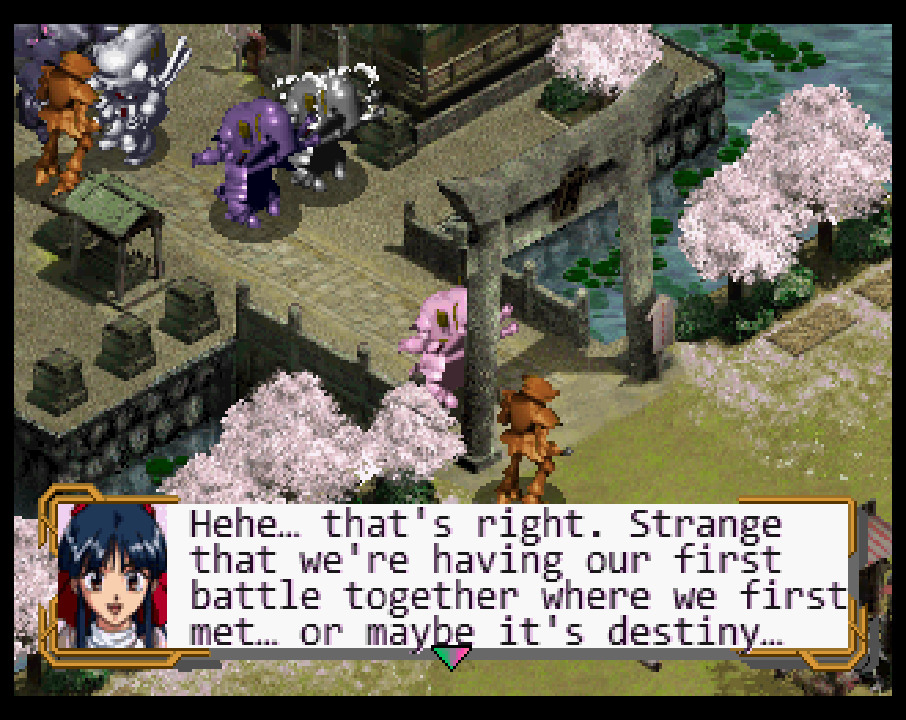 Hehe… that's right. Strange
that we're having our first
battle together where we first
met… or maybe it's destiny…